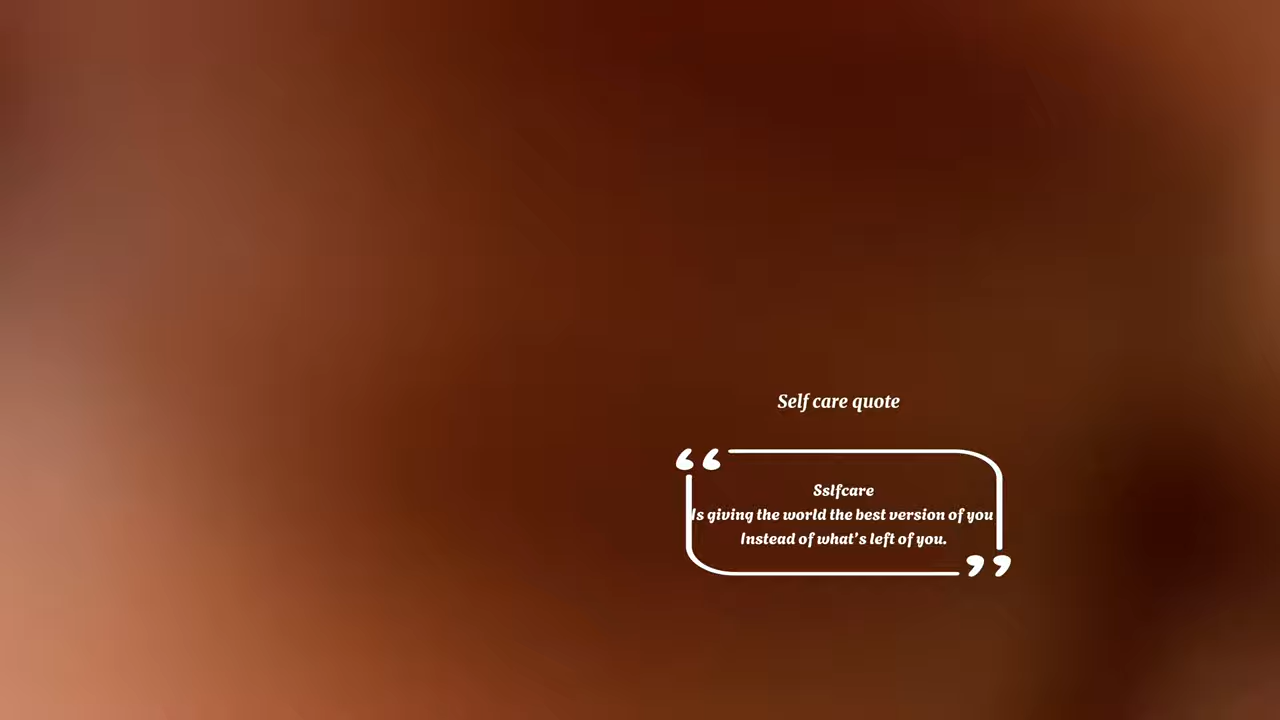 Self care quote
Sslfcare
Is giving the world the best version of you
Instead of what's left of you.